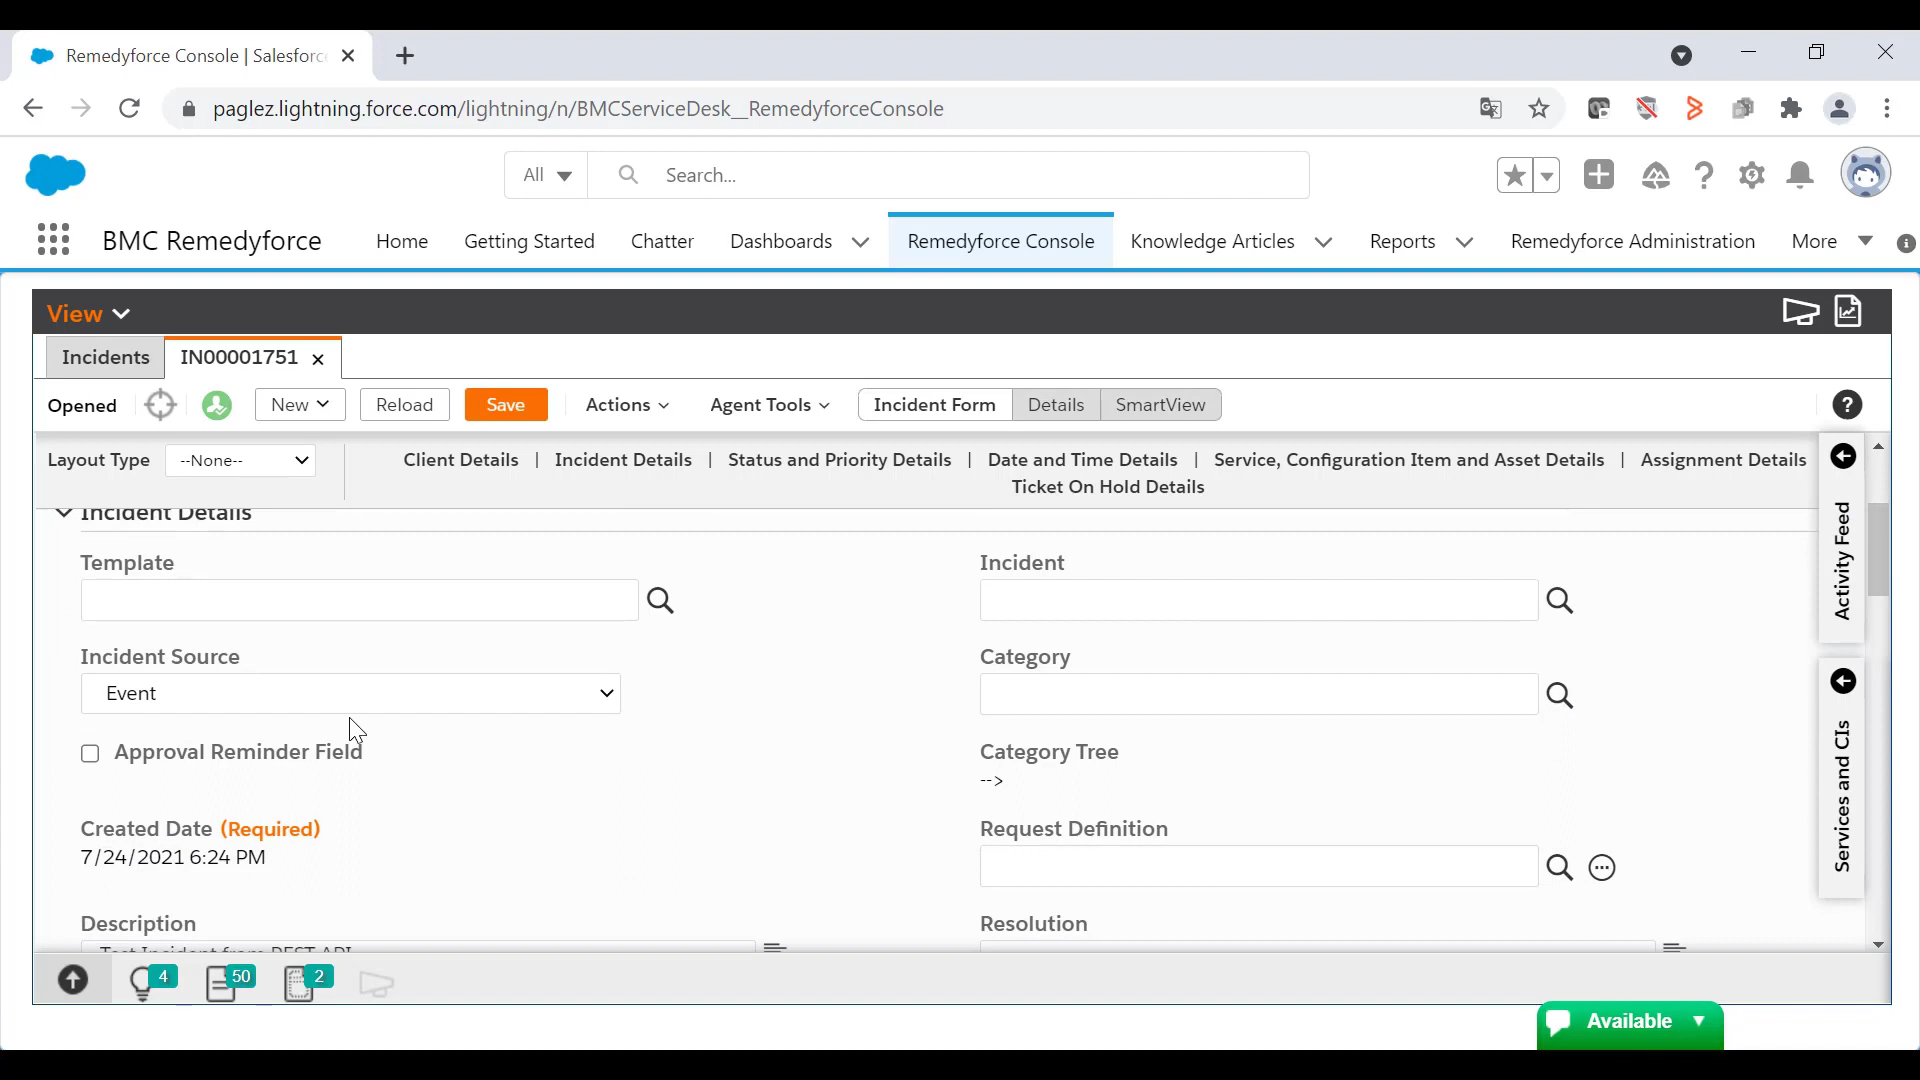 Remedyforce Console | Salesforc
paglez.lightning.force.com/lightning/n/BMCServiceDesk__RemedyforceConsole
All
Search...
BMC Remedyforce
Home
Getting Started
Chatter
Dashboards
Remedyforce Console
Knowledge Articles
Reports
Remedyforce Administration
More
View
Incidents
IN00001751
Opened
New
Reload
Save
Actions
Agent Tools
Incident Form
Details
SmartView
Layout Type
--None--
Client Details | Incident Details | Status and Priority Details | Date and Time Details | Service, Configuration Item and Asset Details | Assignment Details
Ticket On Hold Details
Incident Details
Template
Incident
Incident Source
Event
Category
Approval Reminder Field
Category Tree
-->
Created Date (Required)
7/24/2021 6:24 PM
Request Definition
Description
Test Incident from REST API
Resolution
Activity Feed
Services and CIs
4
50
2
Available